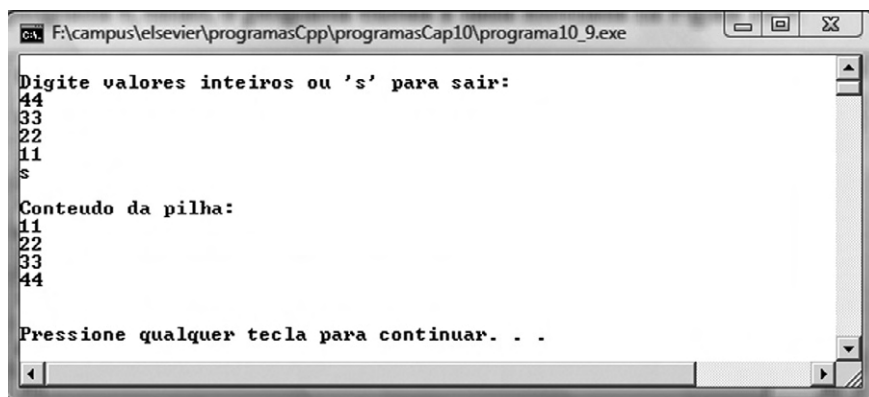 F:\campus\elsevier\programasCpp\programasCap10\programa10_9.exe
Digite valores inteiros ou 's' para sair:
44
33
22
11
s
Conteudo da pilha:
11
22
33
44
Pressione qualquer tecla para continuar. . .